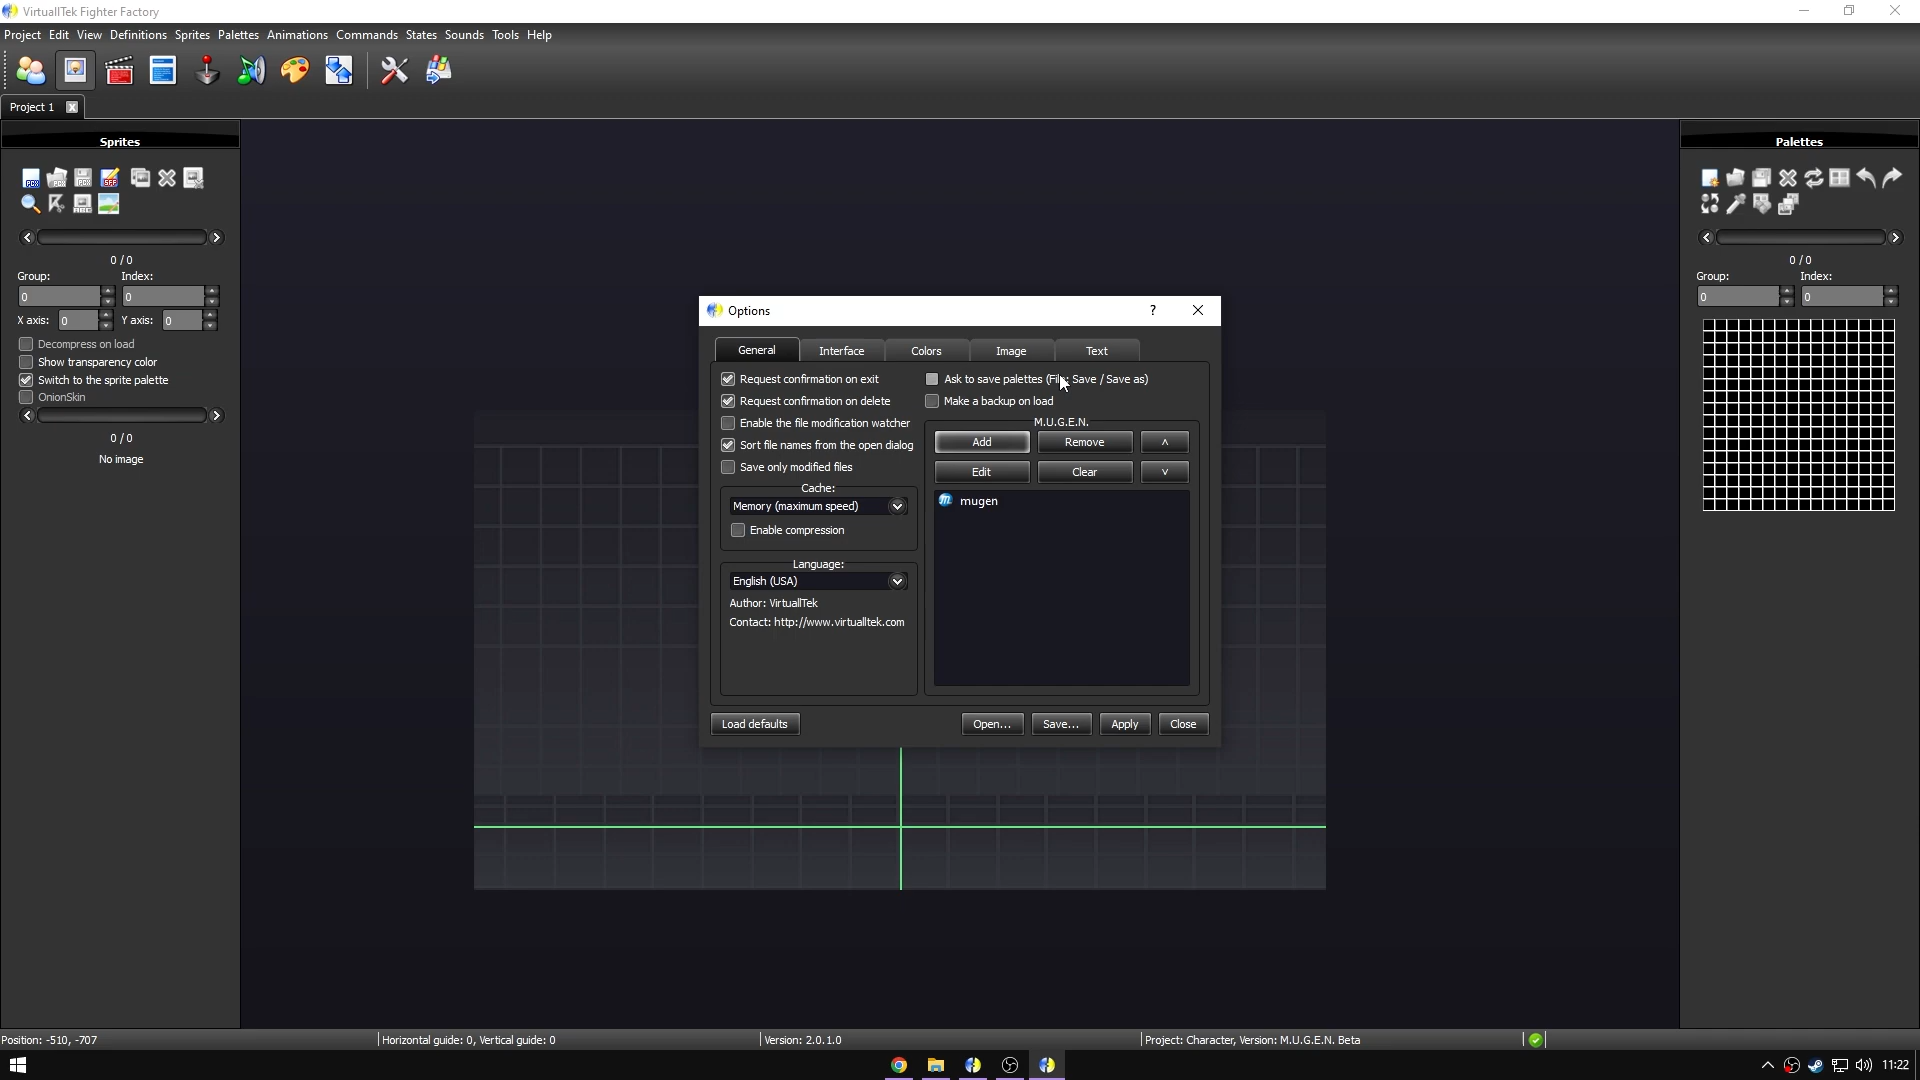 VirtuallTek Fighter Factory
Project Edit View Definitions Sprites Palettes Animations Commands States Sounds Tools Help
Project 1
Sprites
0 / 0
Group: Index:
0 0
X axis: 0 Y axis: 0
Decompress on load
Show transparency color
Switch to the sprite palette
OnionSkin
0 / 0
No image
Options
?
General Interface Colors Image Text
Request confirmation on exit
Request confirmation on delete
Enable the file modification watcher
Sort file names from the open dialog
Save only modified files
Cache:
Memory (maximum speed)
Enable compression
Language:
English (USA)
Author: VirtuallTek
Contact: http://www.virtualltek.com
Ask to save palettes (File: Save / Save as)
Make a backup on load
M.U.G.E.N.
Add Remove ^
Edit Clear v
mugen
Load defaults Open... Save... Apply Close
Palettes
0 / 0
Group: Index:
0 0
Position: -510, -707
Horizontal guide: 0, Vertical guide: 0
Version: 2.0.1.0
Project: Character, Version: M.U.G.E.N. Beta
11:22